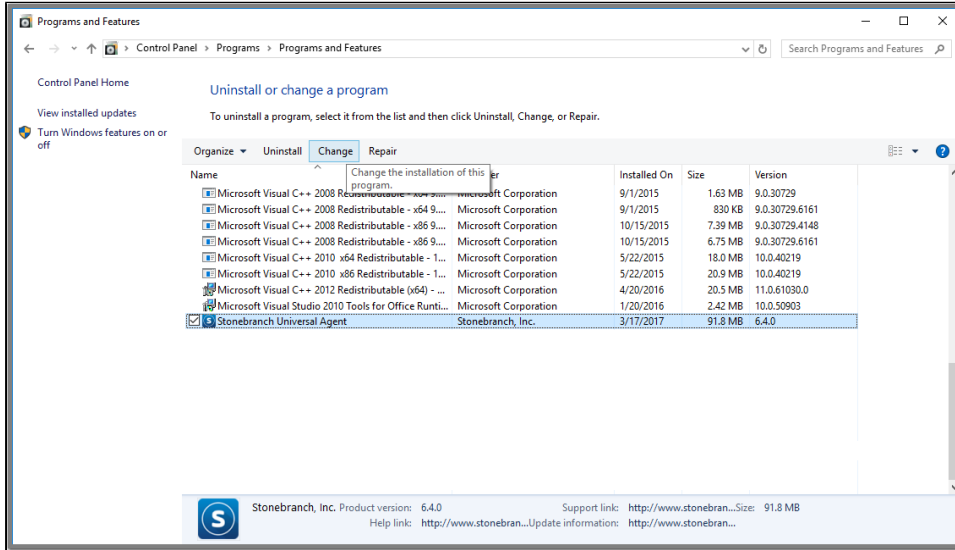 Programs and Features
Control Panel > Programs > Programs and Features
Search Programs and Features
Control Panel Home
View installed updates
Turn Windows features on or
off
Uninstall or change a program
To uninstall a program, select it from the list and then click Uninstall, Change, or Repair.
Organize Uninstall Change Repair
Change the installation of this
program.
Name Installed On Size Version
Microsoft Visual C++ 2008 Redistributable - x64 9.... Microsoft Corporation 9/1/2015 1.63 MB 9.0.30729
Microsoft Visual C++ 2008 Redistributable - x64 9.... Microsoft Corporation 9/1/2015 830 KB 9.0.30729.6161
Microsoft Visual C++ 2008 Redistributable - x86 9.... Microsoft Corporation 10/15/2015 7.39 MB 9.0.30729.4148
Microsoft Visual C++ 2008 Redistributable - x86 9.... Microsoft Corporation 10/15/2015 6.75 MB 9.0.30729.6161
Microsoft Visual C++ 2010 x64 Redistributable - 1... Microsoft Corporation 5/22/2015 18.0 MB 10.0.40219
Microsoft Visual C++ 2010 x86 Redistributable - 1... Microsoft Corporation 5/22/2015 20.9 MB 10.0.40219
Microsoft Visual C++ 2012 Redistributable (x64) - ... Microsoft Corporation 4/20/2016 20.5 MB 11.0.61030.0
Microsoft Visual Studio 2010 Tools for Office Runti... Microsoft Corporation 1/20/2016 2.42 MB 10.0.50903
Stonebranch Universal Agent Stonebranch, Inc. 3/17/2017 91.8 MB 6.4.0
Stonebranch, Inc. Product version: 6.4.0 Support link: http://www.stonebran... Size: 91.8 MB
Help link: http://www.stonebran... Update information: http://www.stonebran...